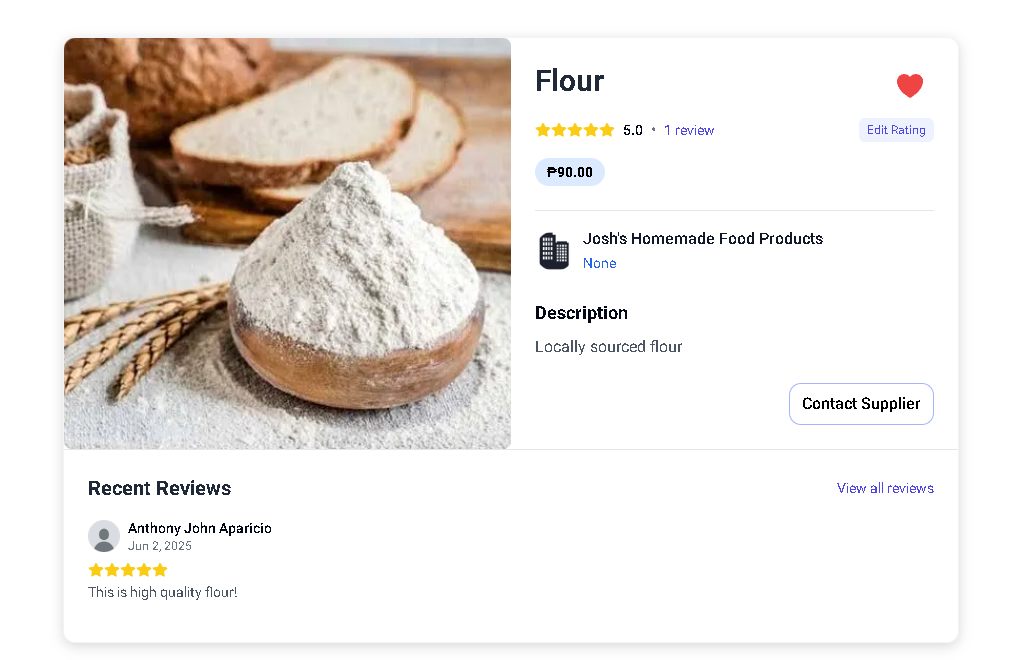 Flour
5.0 • 1 review
Edit Rating
₱90.00
Josh's Homemade Food Products
None
Description
Locally sourced flour
Contact Supplier
Recent Reviews
View all reviews
Anthony John Aparicio
Jun 2, 2025
This is high quality flour!